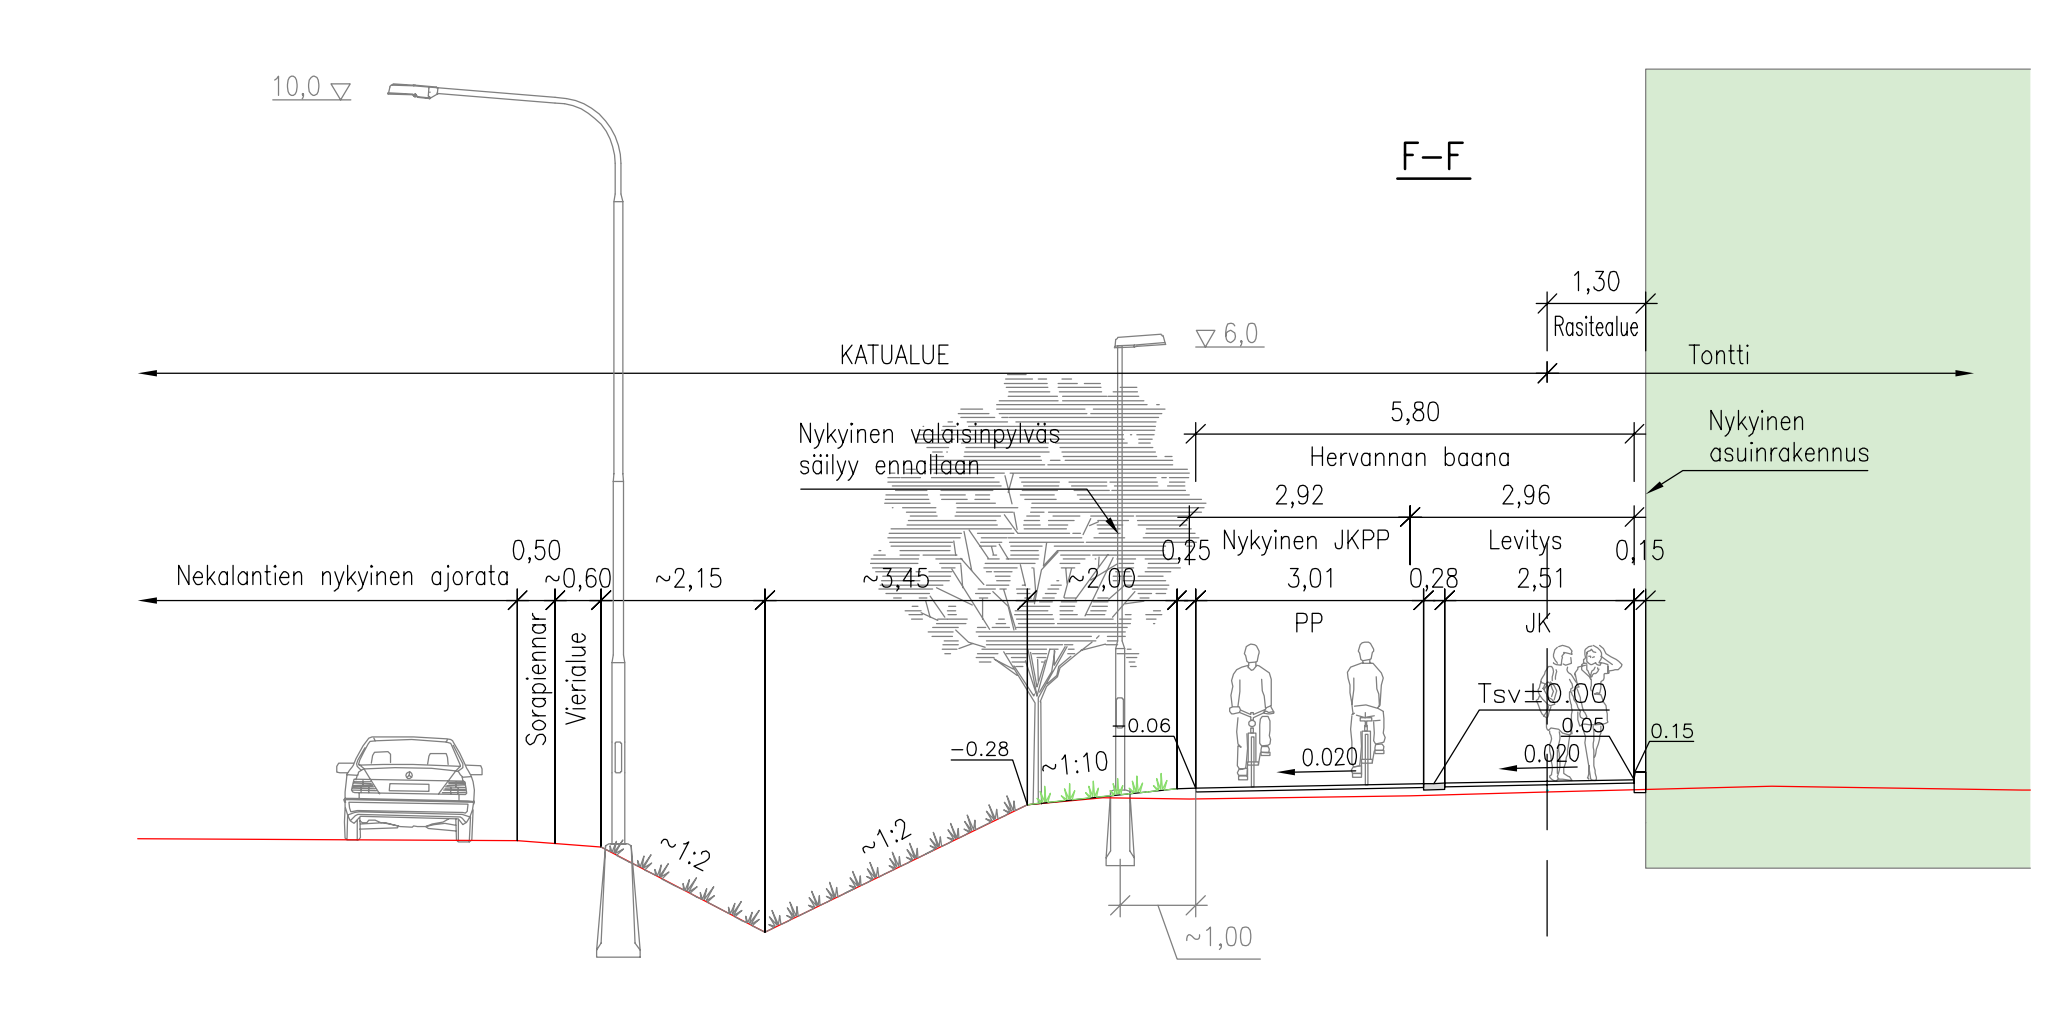 10,0
F-F
1,30
Rasitealue
6,0
KATUALUE
Tontti
5,80
Nykyinen valaisinpylväs
säilyy ennallaan
Nykyinen
asuinrakennus
Hervannan baana
2,92
2,96
Nykyinen JKPP
Levitys
0,50
0,25
0,15
Nekalantien nykyinen ajorata
~0,60
~2,15
~3,45
~2,00
3,01
0,28
2,51
PP
JK
Sorapiennar
Vierialue
Tsv±0.00
-0.06
0.05
0.15
-0.28
~1:10
0.020
0.020
~1:2
~1:2
~1,00